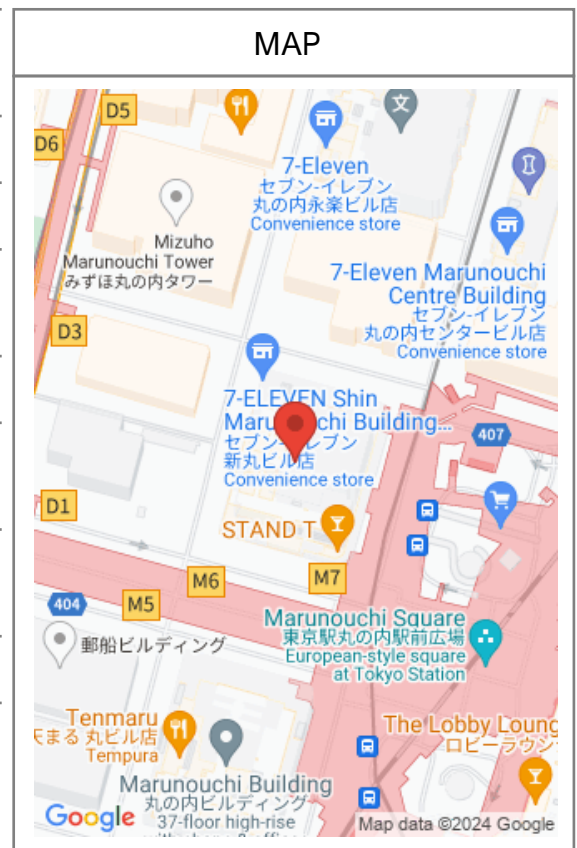 MAP
D5
D6
7-Eleven
セブン-イレブン
丸の内永楽ビル店
Convenience store
Mizuho
Marunouchi Tower
みずほ丸の内タワー
7-Eleven Marunouchi
Centre Building
セブン-イレブン
丸の内センタービル店
Convenience store
D3
7-ELEVEN Shin
Maru chi Building...
セブン- レブン
新丸ビル店
Convenience store
407
D1
STAND T
M6
M7
404
M5
Marunouchi Square
東京駅丸の内駅前広場
European-style square
at Tokyo Station
郵船ビルディング
Tenmaru
天まる 丸ビル店
Tempura
The Lobby Loung
ロビーラウン
Marunouchi Building
丸の内ビルディング
37-floor high-rise
Google
Map data ©2024 Google